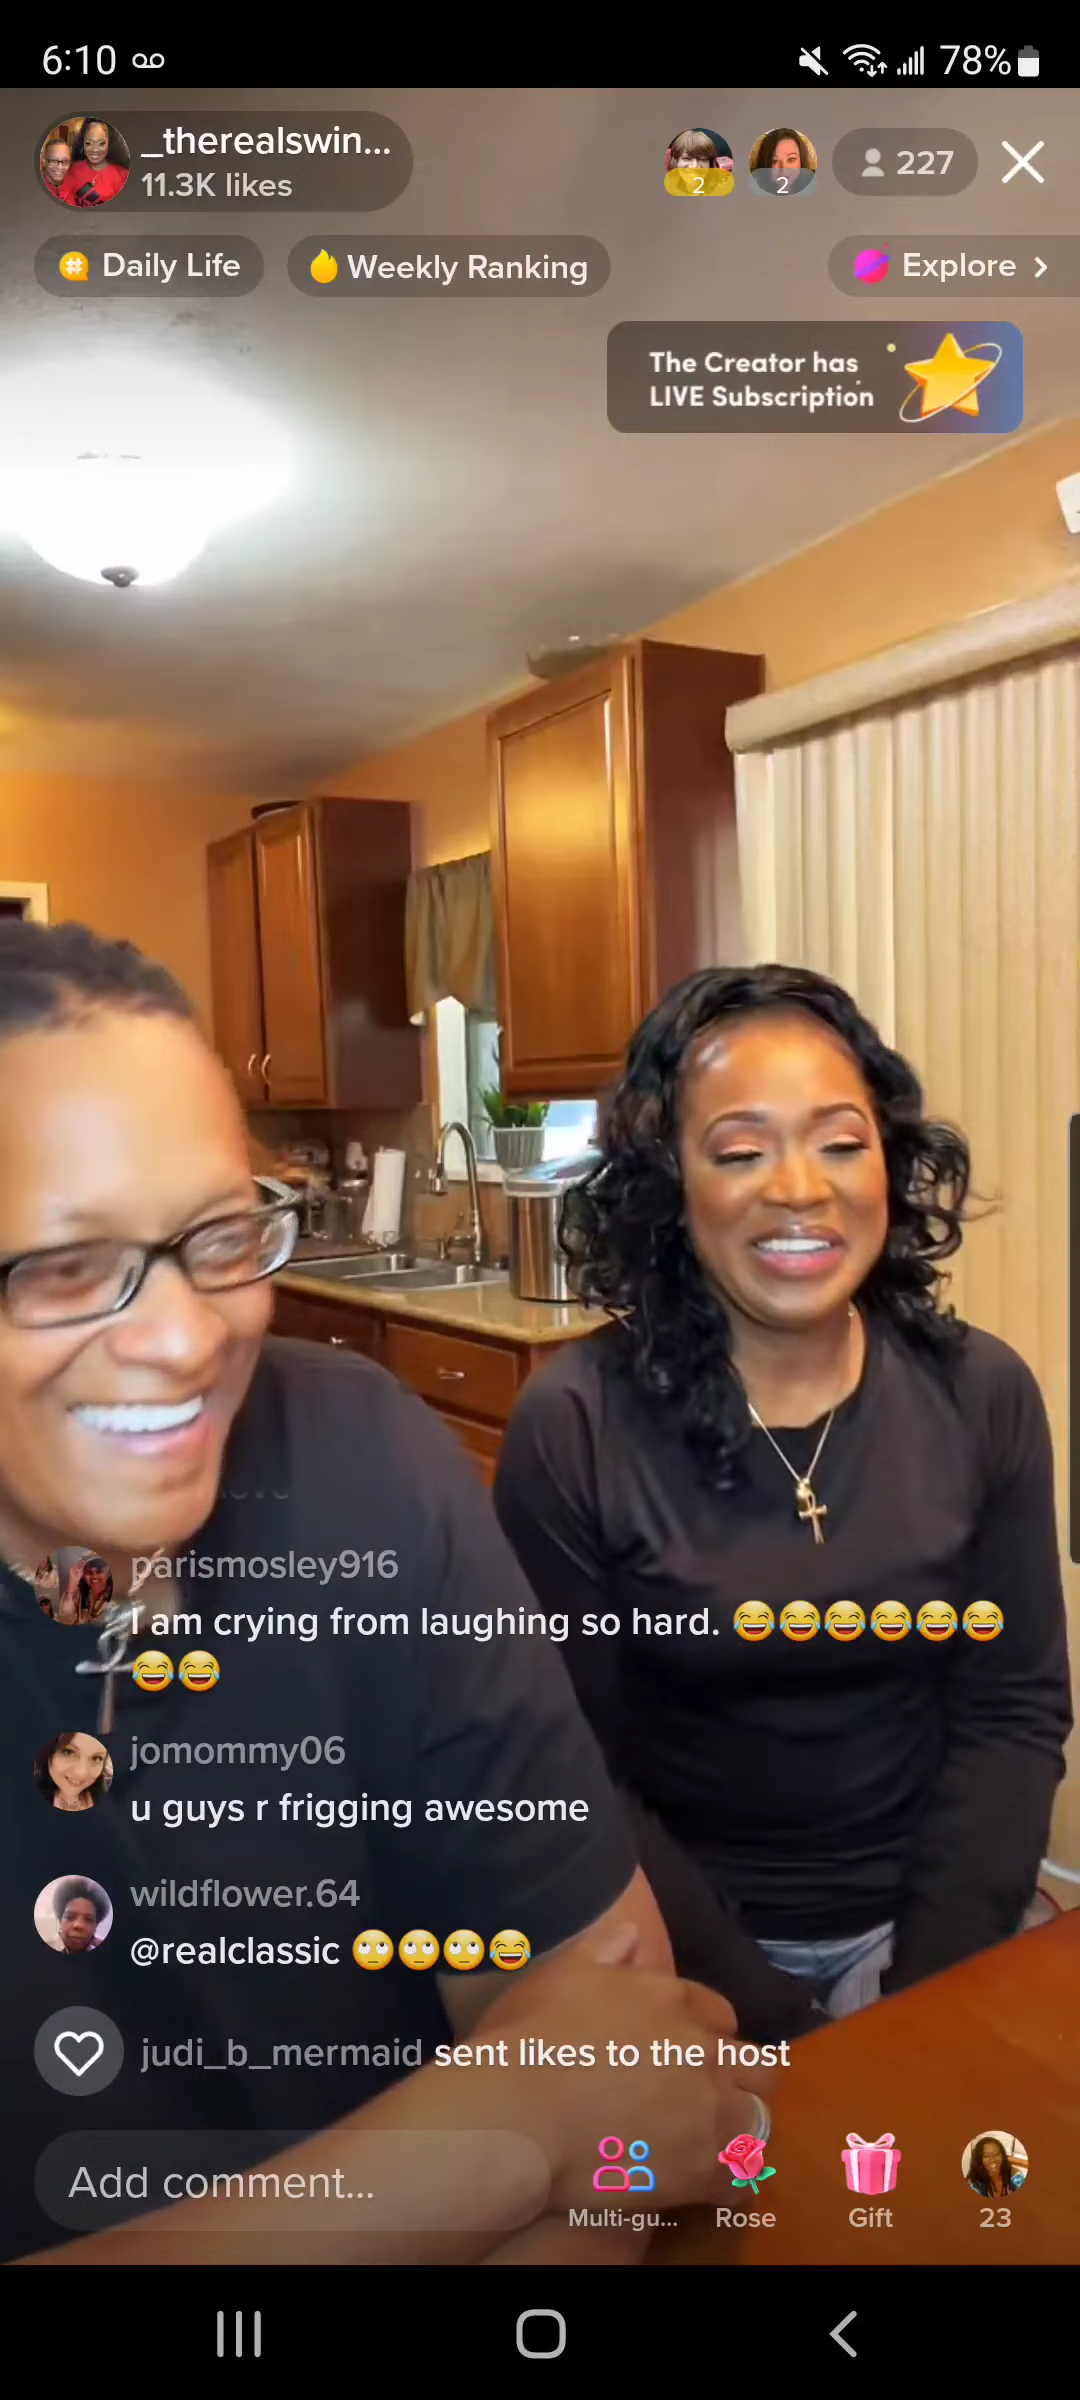 6:10
78%
_therealswin...
11.3K likes
2
2
227
Daily Life
Weekly Ranking
Explore
The Creator has
LIVE Subscription
parismosley916
I am crying from laughing so hard. 😂😂😂😂😂😂
😂😂
jomommy06
u guys r frigging awesome
wildflower.64
@realclassic 🙄🙄🙄😂
judi_b_mermaid sent likes to the host
Add comment...
Multi-gu...
Rose
Gift
23